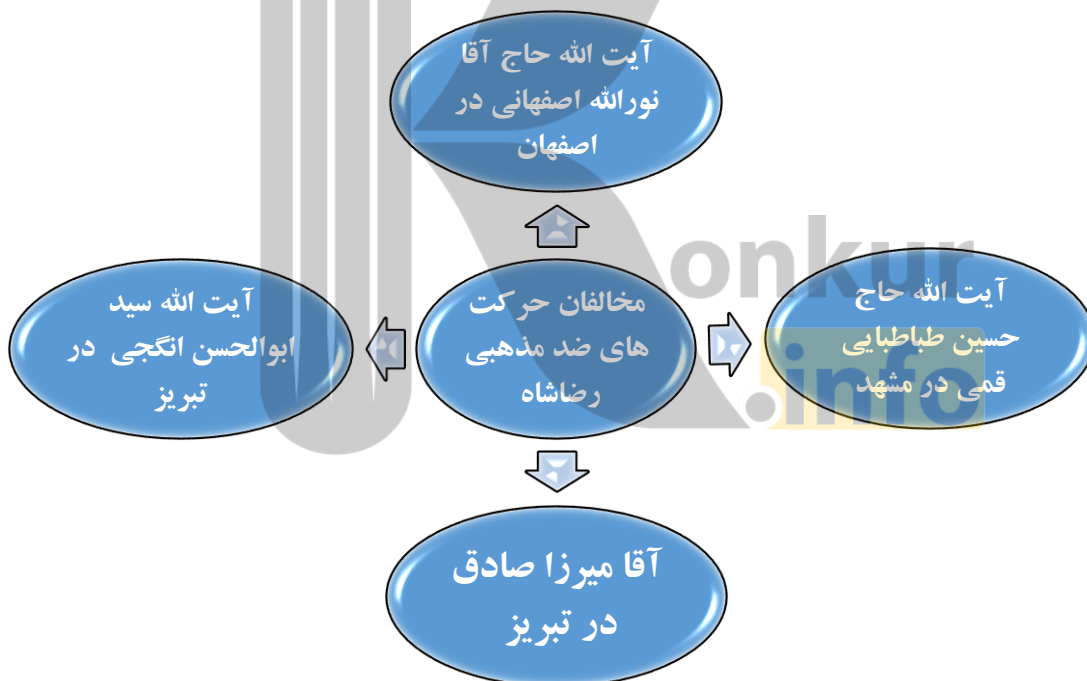 آیت الله حاج آقا
نورالله اصفهانی در
اصفهان
آیت الله حاج
حسین طباطبایی
قمی در مشهد
مخالفان حرکت
های ضد مذهبی
رضاشاه
آیت الله سید
ابوالحسن انگجی در
تبریز
آقا میرزا صادق
در تبریز
Konkur
.info